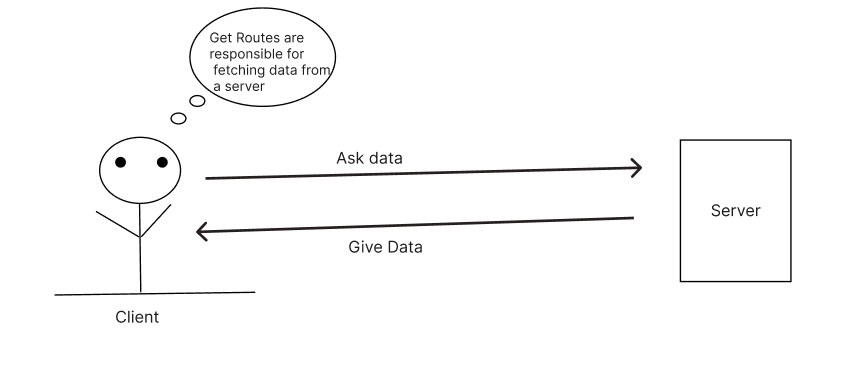 Get Routes are
responsible for
fetching data from
a server
Ask data
Server
Give Data
Client